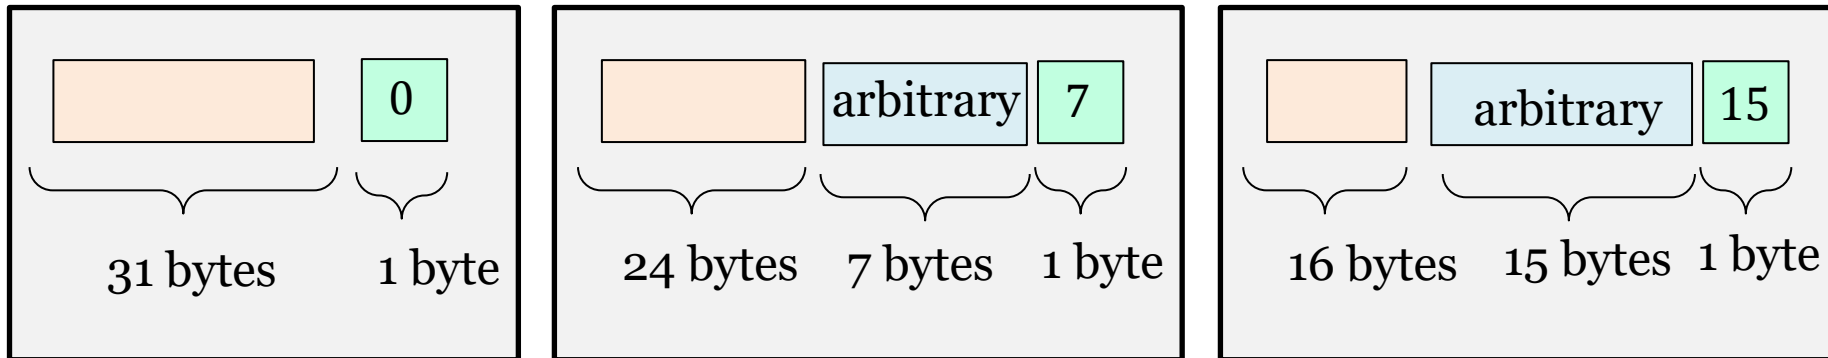 0
31 bytes 1 byte
arbitrary 7
24 bytes 7 bytes 1 byte
arbitrary 15
16 bytes 15 bytes 1 byte